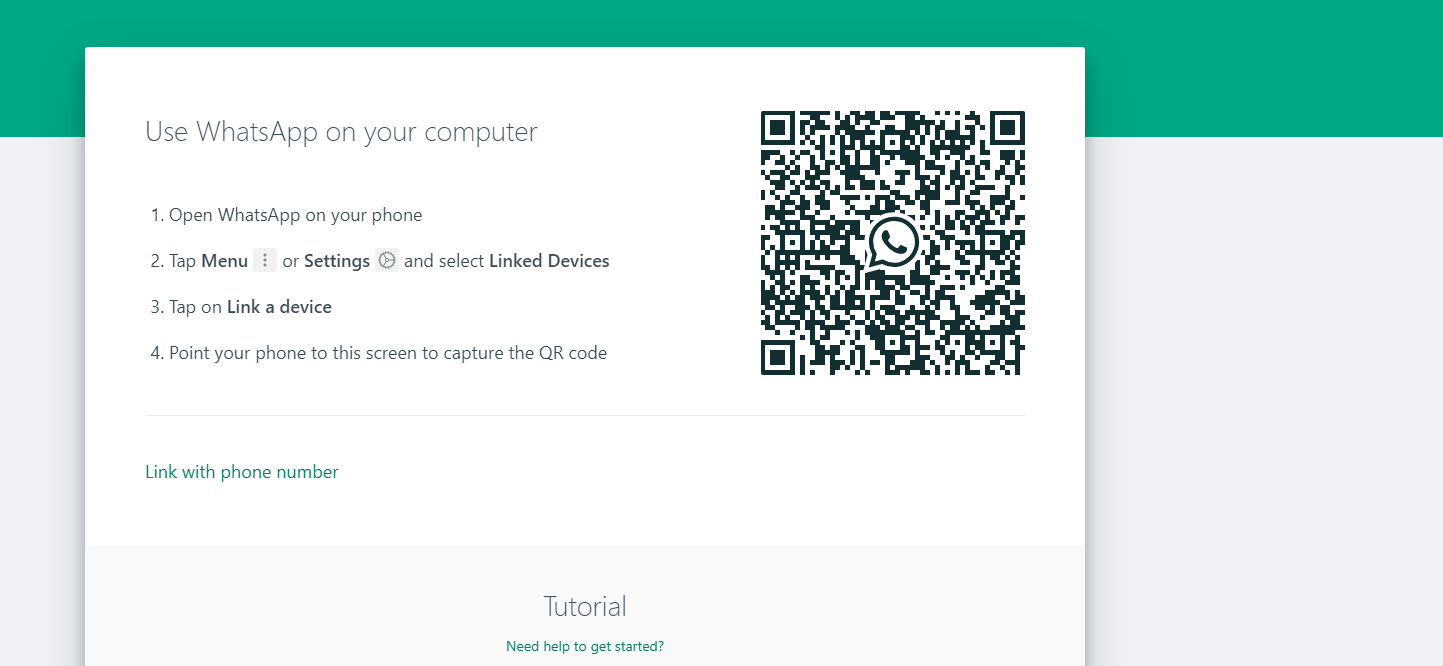 Use WhatsApp on your computer
1. Open WhatsApp on your phone
2. Tap Menu or Settings and select Linked Devices
3. Tap on Link a device
4. Point your phone to this screen to capture the QR code
Link with phone number
Tutorial
Need help to get started?